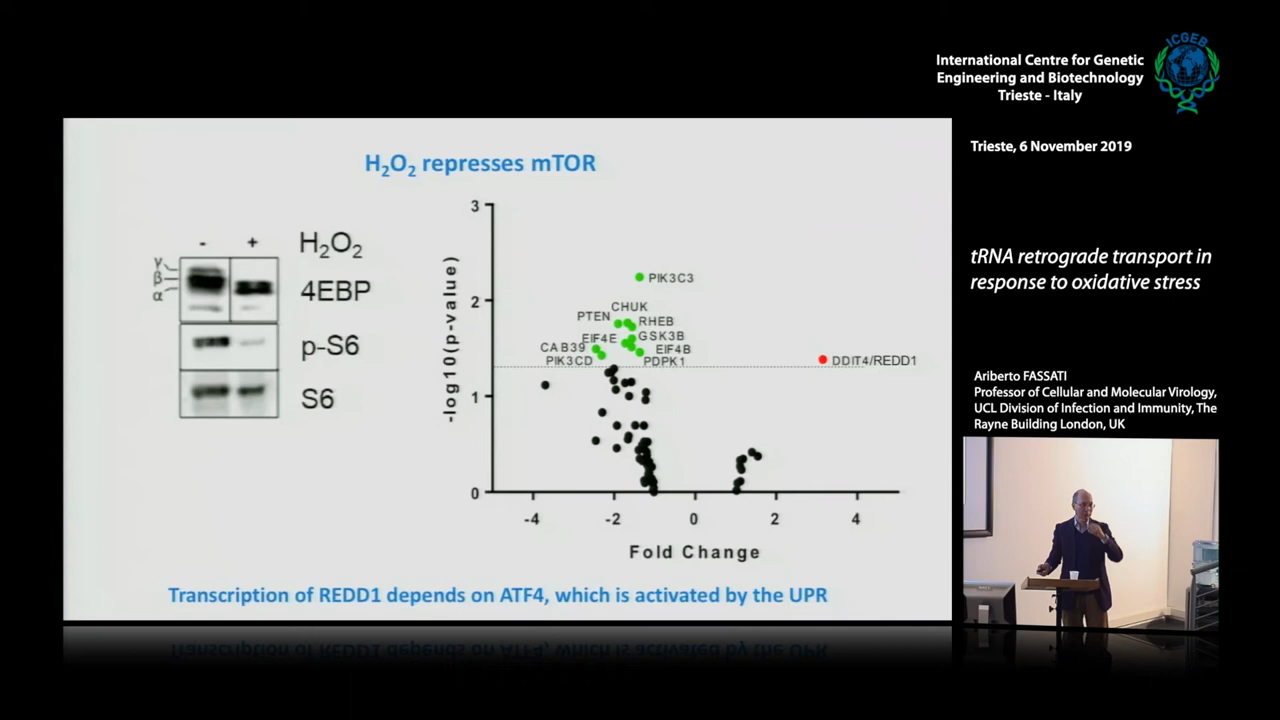 ICGEB
International Centre for Genetic
Engineering and Biotechnology
Trieste - Italy
Trieste, 6 November 2019
tRNA retrograde transport in
response to oxidative stress
Ariberto FASSATI
Professor of Cellular and Molecular Virology,
UCL Division of Infection and Immunity, The
Rayne Building London, UK
H₂O₂ represses mTOR
- + H₂O₂
γ
β
α
4EBP
p-S6
S6
-log10(p-value)
3
2
1
0
PIK3C3
CHUK
PTEN
RHEB
EIF4E
GSK3B
CAB39
EIF4B
PIK3CD
PDPK1
DDIT4/REDD1
-4 -2 0 2 4
Fold Change
Transcription of REDD1 depends on ATF4, which is activated by the UPR